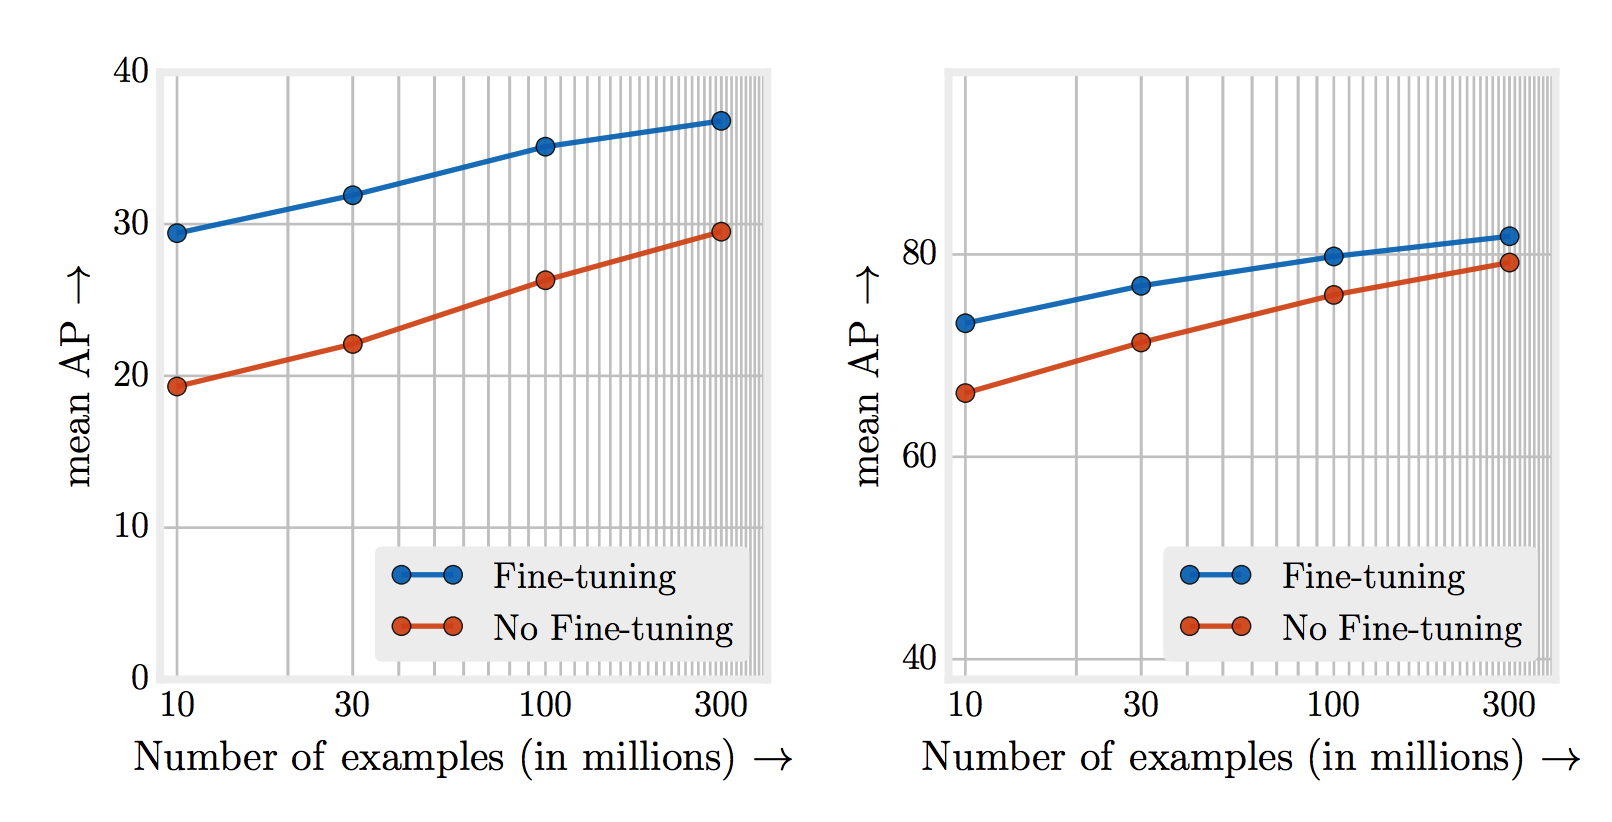 40
30
20
10
0
mean AP →
10 30 100 300
Number of examples (in millions) →
Fine-tuning
No Fine-tuning
80
60
40
mean AP →
10 30 100 300
Number of examples (in millions) →
Fine-tuning
No Fine-tuning